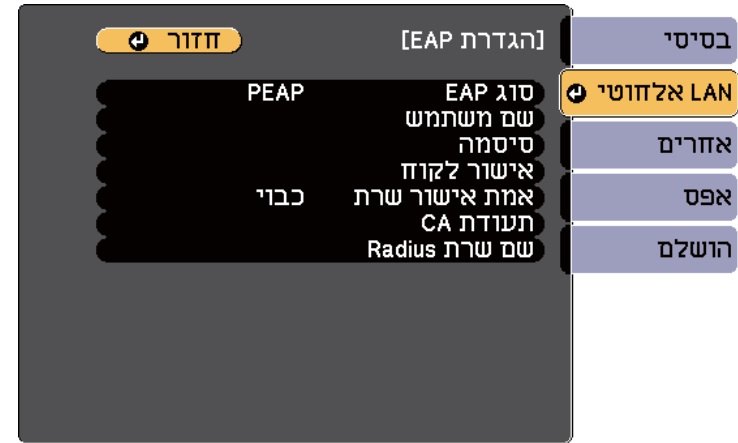 בסיסי
LAN אלחוטי
אחרים
אפס
הושלם
[הגדרת EAP]
חזור
סוג EAP PEAP
שם משתמש
סיסמה
אישור לקוח
אמת אישור שרת כבוי
תעודת CA
שם שרת Radius